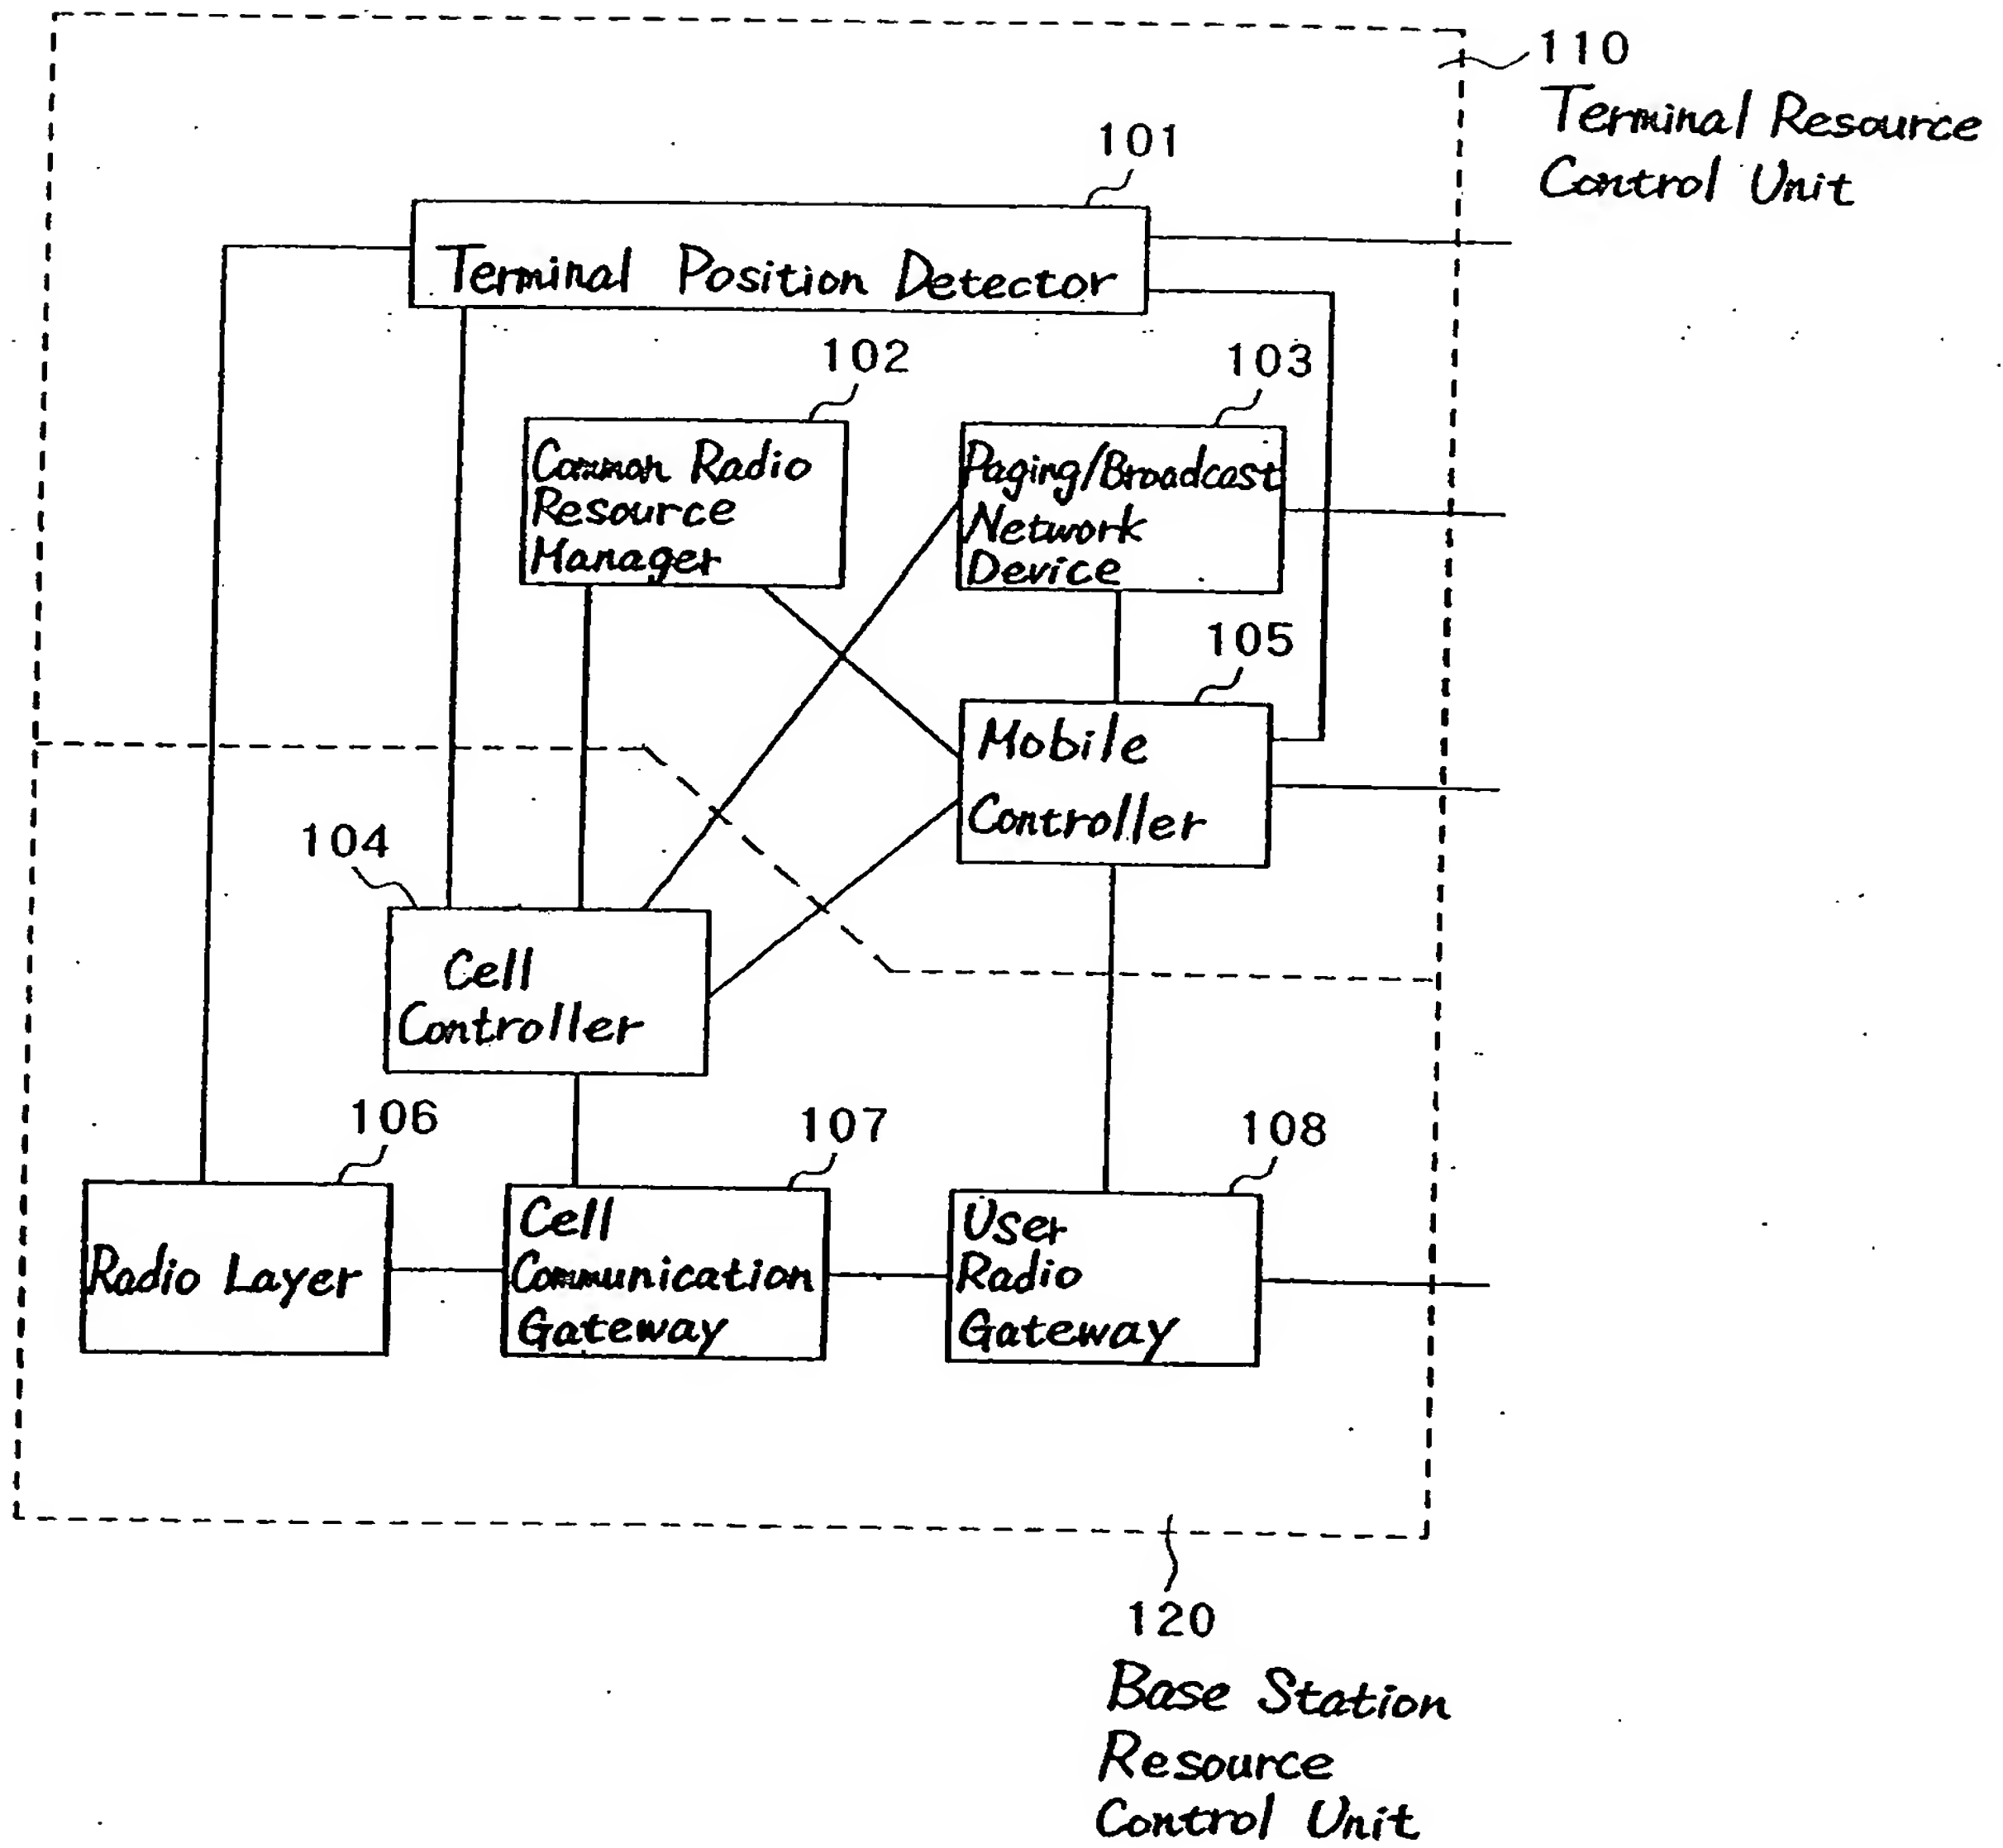 110
Terminal Resource
Control Unit
101
Terminal Position Detector
102
Common Radio
Resource
Manager
103
Paging/Broadcast
Network
Device
105
Mobile
Controller
104
Cell
Controller
106
Radio Layer
107
Cell
Communication
Gateway
108
User
Radio
Gateway
120
Base Station
Resource
Control Unit